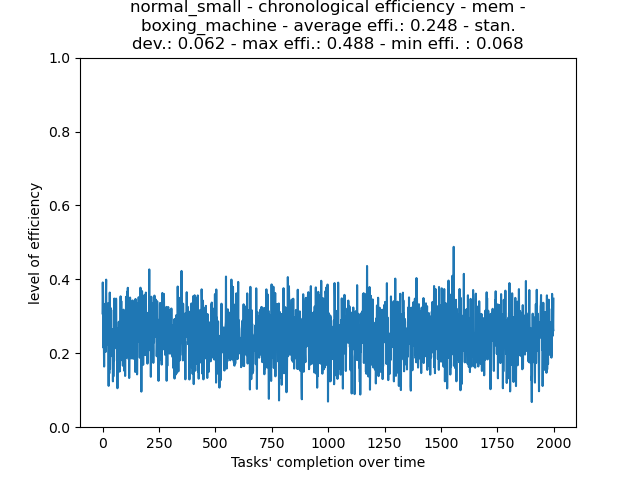 normal_small - chronological efficiency - mem -
boxing_machine - average effi.: 0.248 - stan.
dev.: 0.062 - max effi.: 0.488 - min effi. : 0.068
1.0
0.8
0.6
0.4
0.2
0.0
level of efficiency
0 250 500 750 1000 1250 1500 1750 2000
Tasks' completion over time